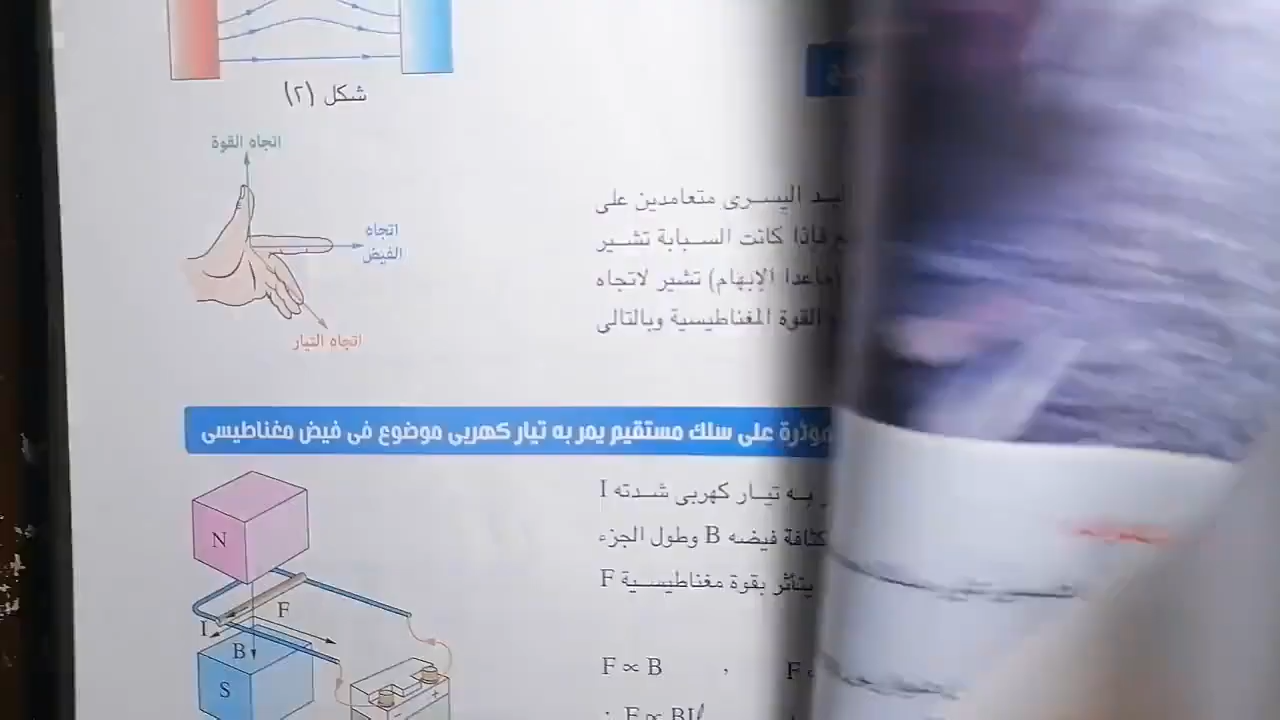 شكل (٢)
اتجاه القوة
اتجاه
الفيض
اتجاه التيار
اليسرى متعامدين على
فإذا كانت السبابة تشير
(ماعدا الإبهام) تشير لاتجاه
القوة المغناطيسية وبالتالى
على سلك مستقيم يمر به تيار كهربى موضوع فى فيض مغناطيسى
به تيار كهربى شدته I
كثافة فيضه B وطول الجزء
يتأثر بقوة مغناطيسية F
N
F
I
B
S
+
−
F ∝ B ،
∴ F ∝ BIℓ